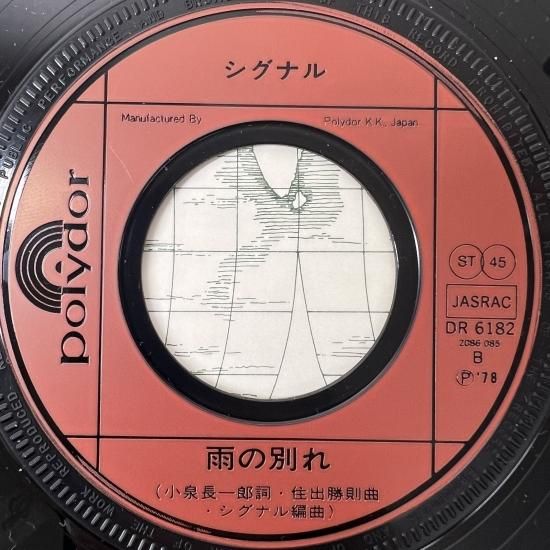 シグナル
Manufactured By
Polydor K.K., Japan
polydor
ST 45
JASRAC
DR 6182
2086 085
B
Ⓟ '78
雨の別れ
(小泉長一郎詞・住出勝則曲
・シグナル編曲)